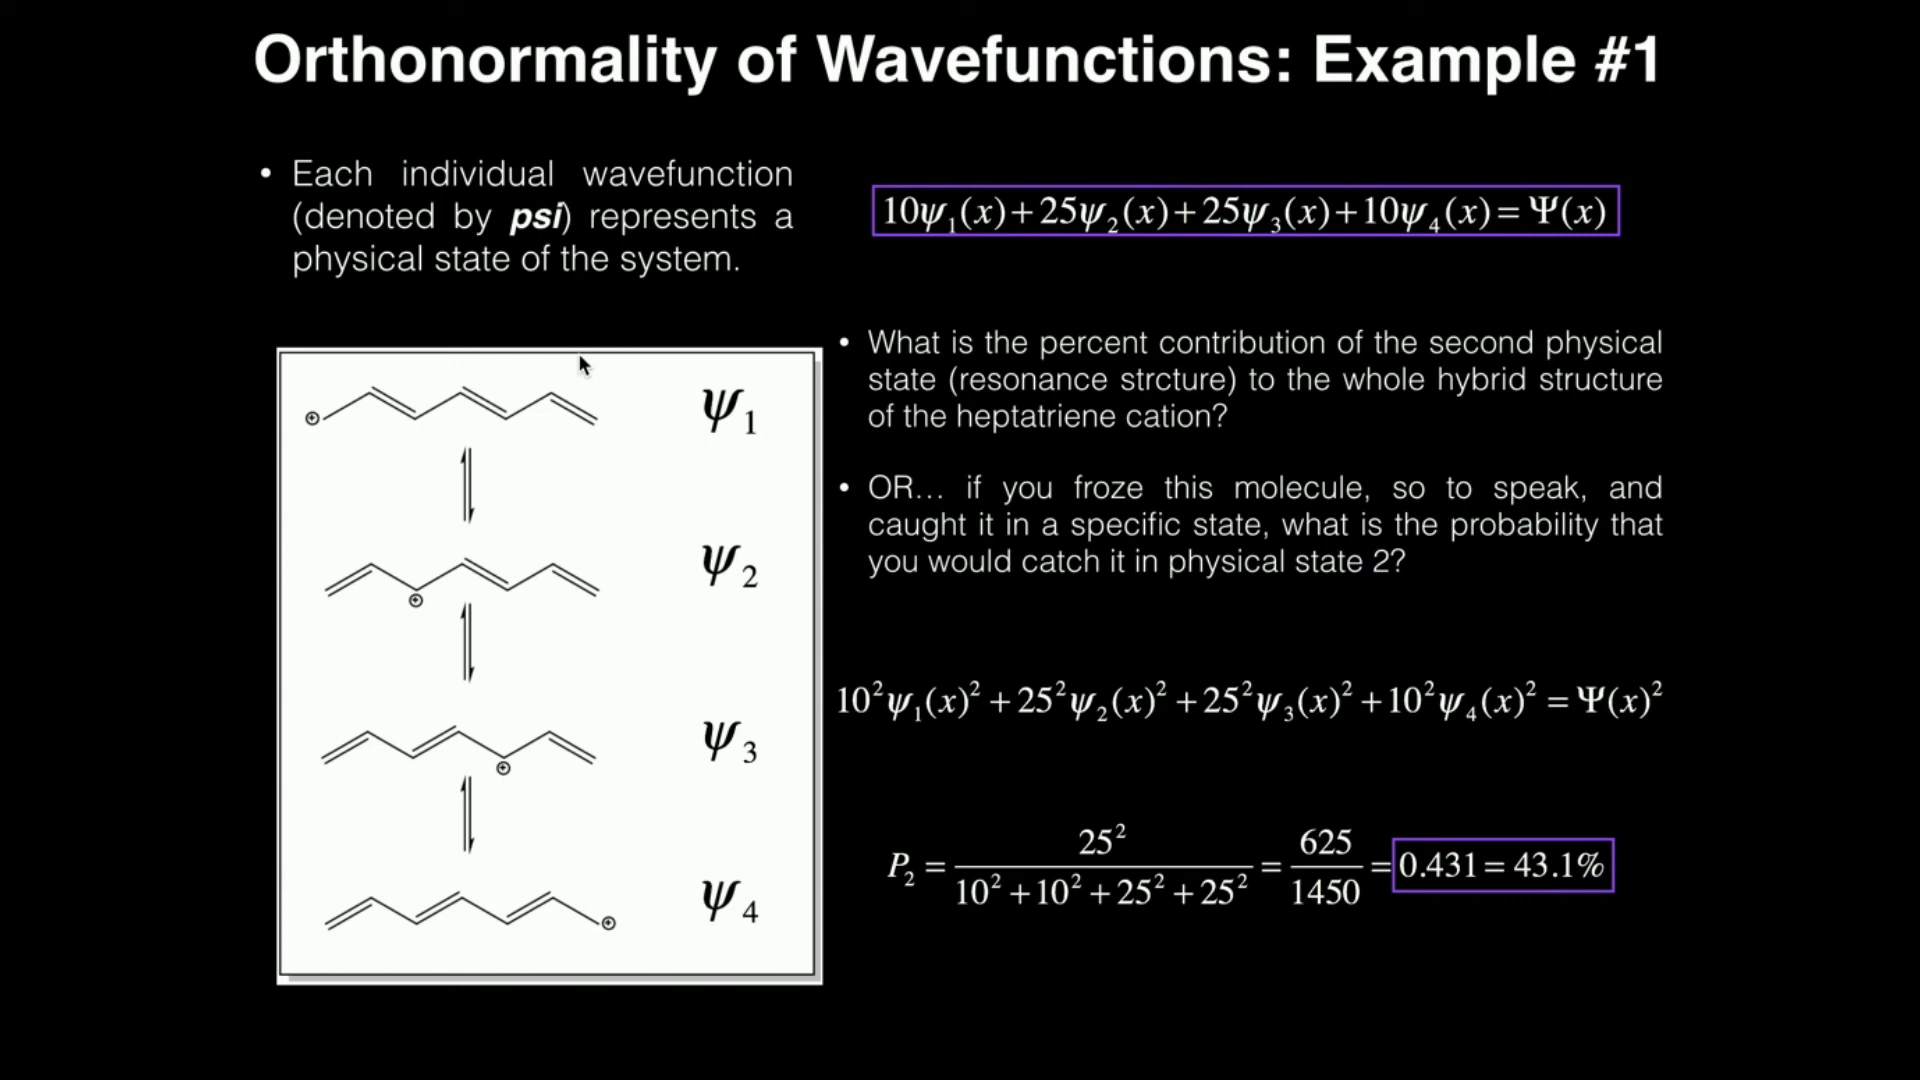 Orthonormality of Wavefunctions: Example #1
• Each individual wavefunction
(denoted by psi) represents a
physical state of the system.
10ψ₁(x)+25ψ₂(x)+25ψ₃(x)+10ψ₄(x)=Ψ(x)
⊕ ψ₁
⊕ ψ₂
⊕ ψ₃
⊕ ψ₄
• What is the percent contribution of the second physical
state (resonance strcture) to the whole hybrid structure
of the heptatriene cation?
• OR... if you froze this molecule, so to speak, and
caught it in a specific state, what is the probability that
you would catch it in physical state 2?
10²ψ₁(x)²+25²ψ₂(x)²+25²ψ₃(x)²+10²ψ₄(x)²=Ψ(x)²
P₂ = 25² / (10²+10²+25²+25²) = 625/1450 = 0.431 = 43.1%